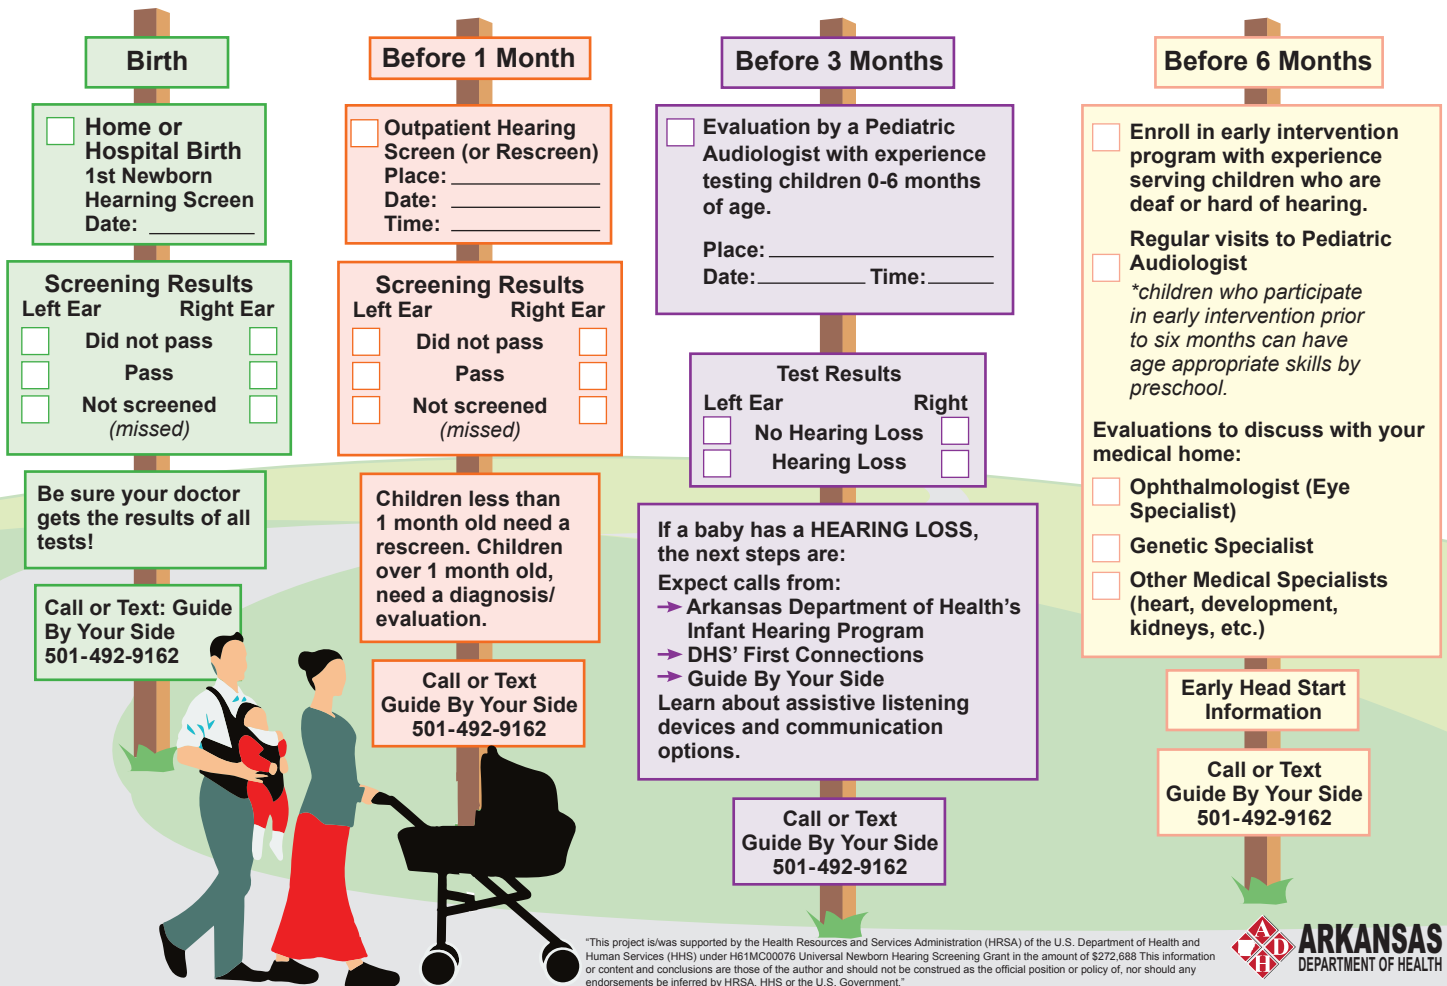 Birth
Home or
Hospital Birth
1st Newborn
Hearning Screen
Date:
Screening Results
Left Ear Right Ear
Did not pass
Pass
Not screened
(missed)
Be sure your doctor
gets the results of all
tests!
Call or Text: Guide
By Your Side
501-492-9162
Before 1 Month
Outpatient Hearing
Screen (or Rescreen)
Place:
Date:
Time:
Screening Results
Left Ear Right Ear
Did not pass
Pass
Not screened
(missed)
Children less than
1 month old need a
rescreen. Children
over 1 month old,
need a diagnosis/
evaluation.
Call or Text
Guide By Your Side
501-492-9162
Before 3 Months
Evaluation by a Pediatric
Audiologist with experience
testing children 0-6 months
of age.
Place:
Date: Time:
Test Results
Left Ear Right
No Hearing Loss
Hearing Loss
If a baby has a HEARING LOSS,
the next steps are:
Expect calls from:
Arkansas Department of Health's
Infant Hearing Program
DHS' First Connections
Guide By Your Side
Learn about assistive listening
devices and communication
options.
Call or Text
Guide By Your Side
501-492-9162
Before 6 Months
Enroll in early intervention
program with experience
serving children who are
deaf or hard of hearing.
Regular visits to Pediatric
Audiologist
*children who participate
in early intervention prior
to six months can have
age appropriate skills by
preschool.
Evaluations to discuss with your
medical home:
Ophthalmologist (Eye
Specialist)
Genetic Specialist
Other Medical Specialists
(heart, development,
kidneys, etc.)
Early Head Start
Information
Call or Text
Guide By Your Side
501-492-9162
"This project is/was supported by the Health Resources and Services Administration (HRSA) of the U.S. Department of Health and
Human Services (HHS) under H61MC00076 Universal Newborn Hearing Screening Grant in the amount of $272,688 This information
or content and conclusions are those of the author and should not be construed as the official position or policy of, nor should any
endorsements be inferred by HRSA, HHS or the U.S. Government."
ADH
ARKANSAS
DEPARTMENT OF HEALTH